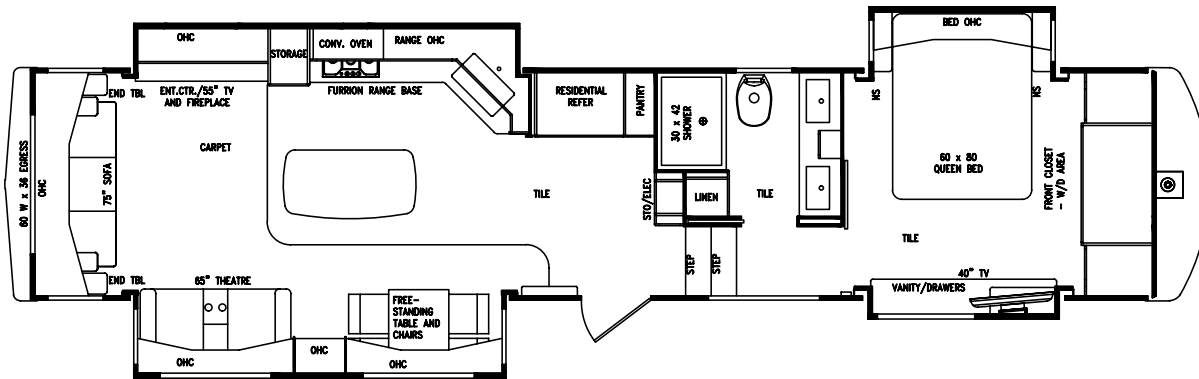 OHC
STORAGE
CONV. OVEN
RANGE OHC
BED OHC
END TBL
ENT.CTR./55" TV
AND FIREPLACE
FURRION RANGE BASE
RESIDENTIAL
REFER
PANTRY
30 x 42
SHOWER
NS
NS
60 W x 36 EGRESS
OHC
75" SOFA
CARPET
TILE
STO/ELEC
LINEN
TILE
60 x 80
QUEEN BED
FRONT CLOSET
- W/D AREA
TILE
STEP
STEP
END TBL
65" THEATRE
40" TV
VANITY/DRAWERS
FREE-
STANDING
TABLE AND
CHAIRS
OHC
OHC
OHC